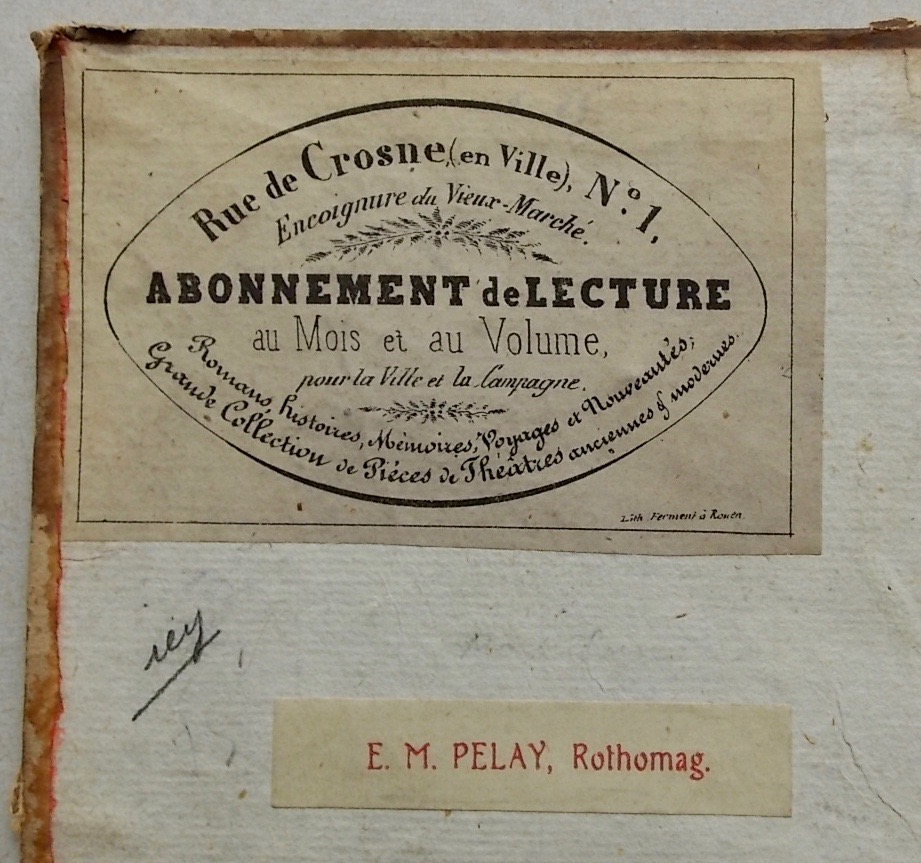 Rue de Crosne, (en Ville), N.º 1,
Encoignure du Vieux-Marché.
ABONNEMENT de LECTURE
au Mois et au Volume,
pour la Ville et la Campagne.
Romans, histoires, Mémoires, Voyages et Nouveautés;
Grande Collection de Piéces de Théâtres anciennes & modernes.
Lith. Ferment à Rouen.
E. M. PELAY, Rothomag.